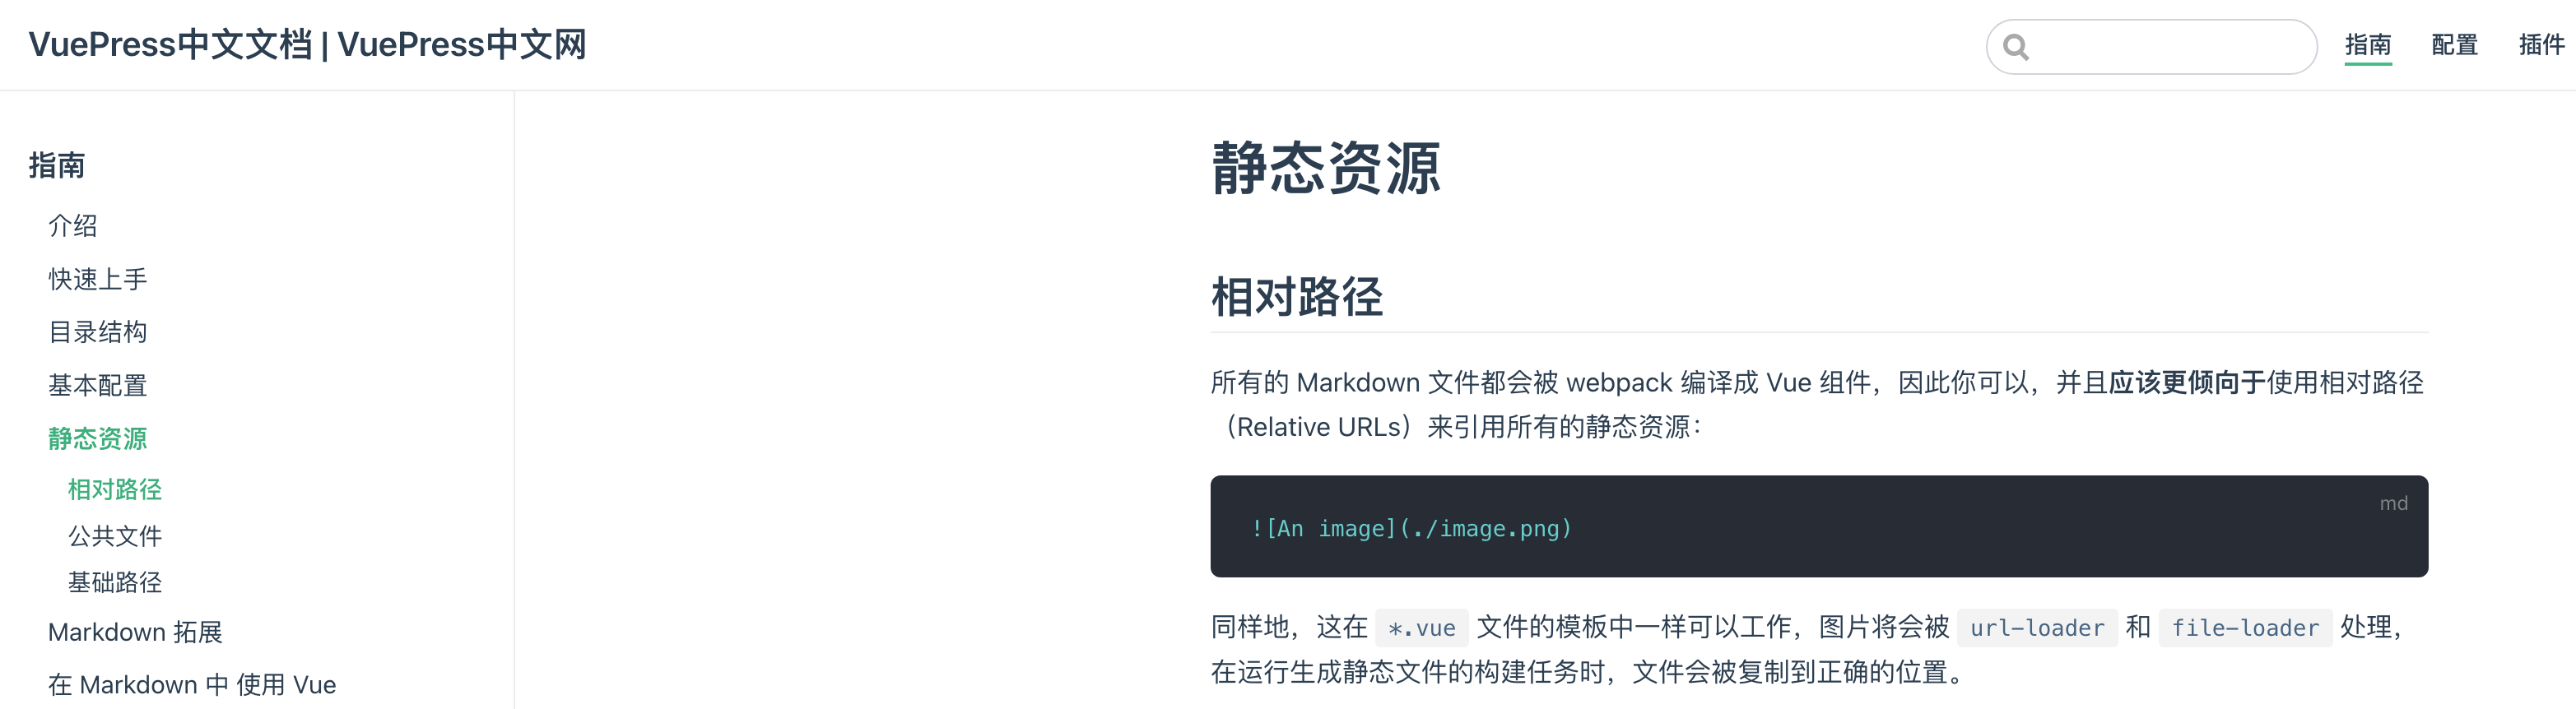 VuePress中文文档 | VuePress中文网
指南
配置
插件
指南
介绍
快速上手
目录结构
基本配置
静态资源
相对路径
公共文件
基础路径
Markdown 拓展
在 Markdown 中 使用 Vue
静态资源
相对路径
所有的 Markdown 文件都会被 webpack 编译成 Vue 组件，因此你可以，并且应该更倾向于使用相对路径
（Relative URLs）来引用所有的静态资源：
md
![An image](./image.png)
同样地，这在 *.vue 文件的模板中一样可以工作，图片将会被 url-loader 和 file-loader 处理，
在运行生成静态文件的构建任务时，文件会被复制到正确的位置。